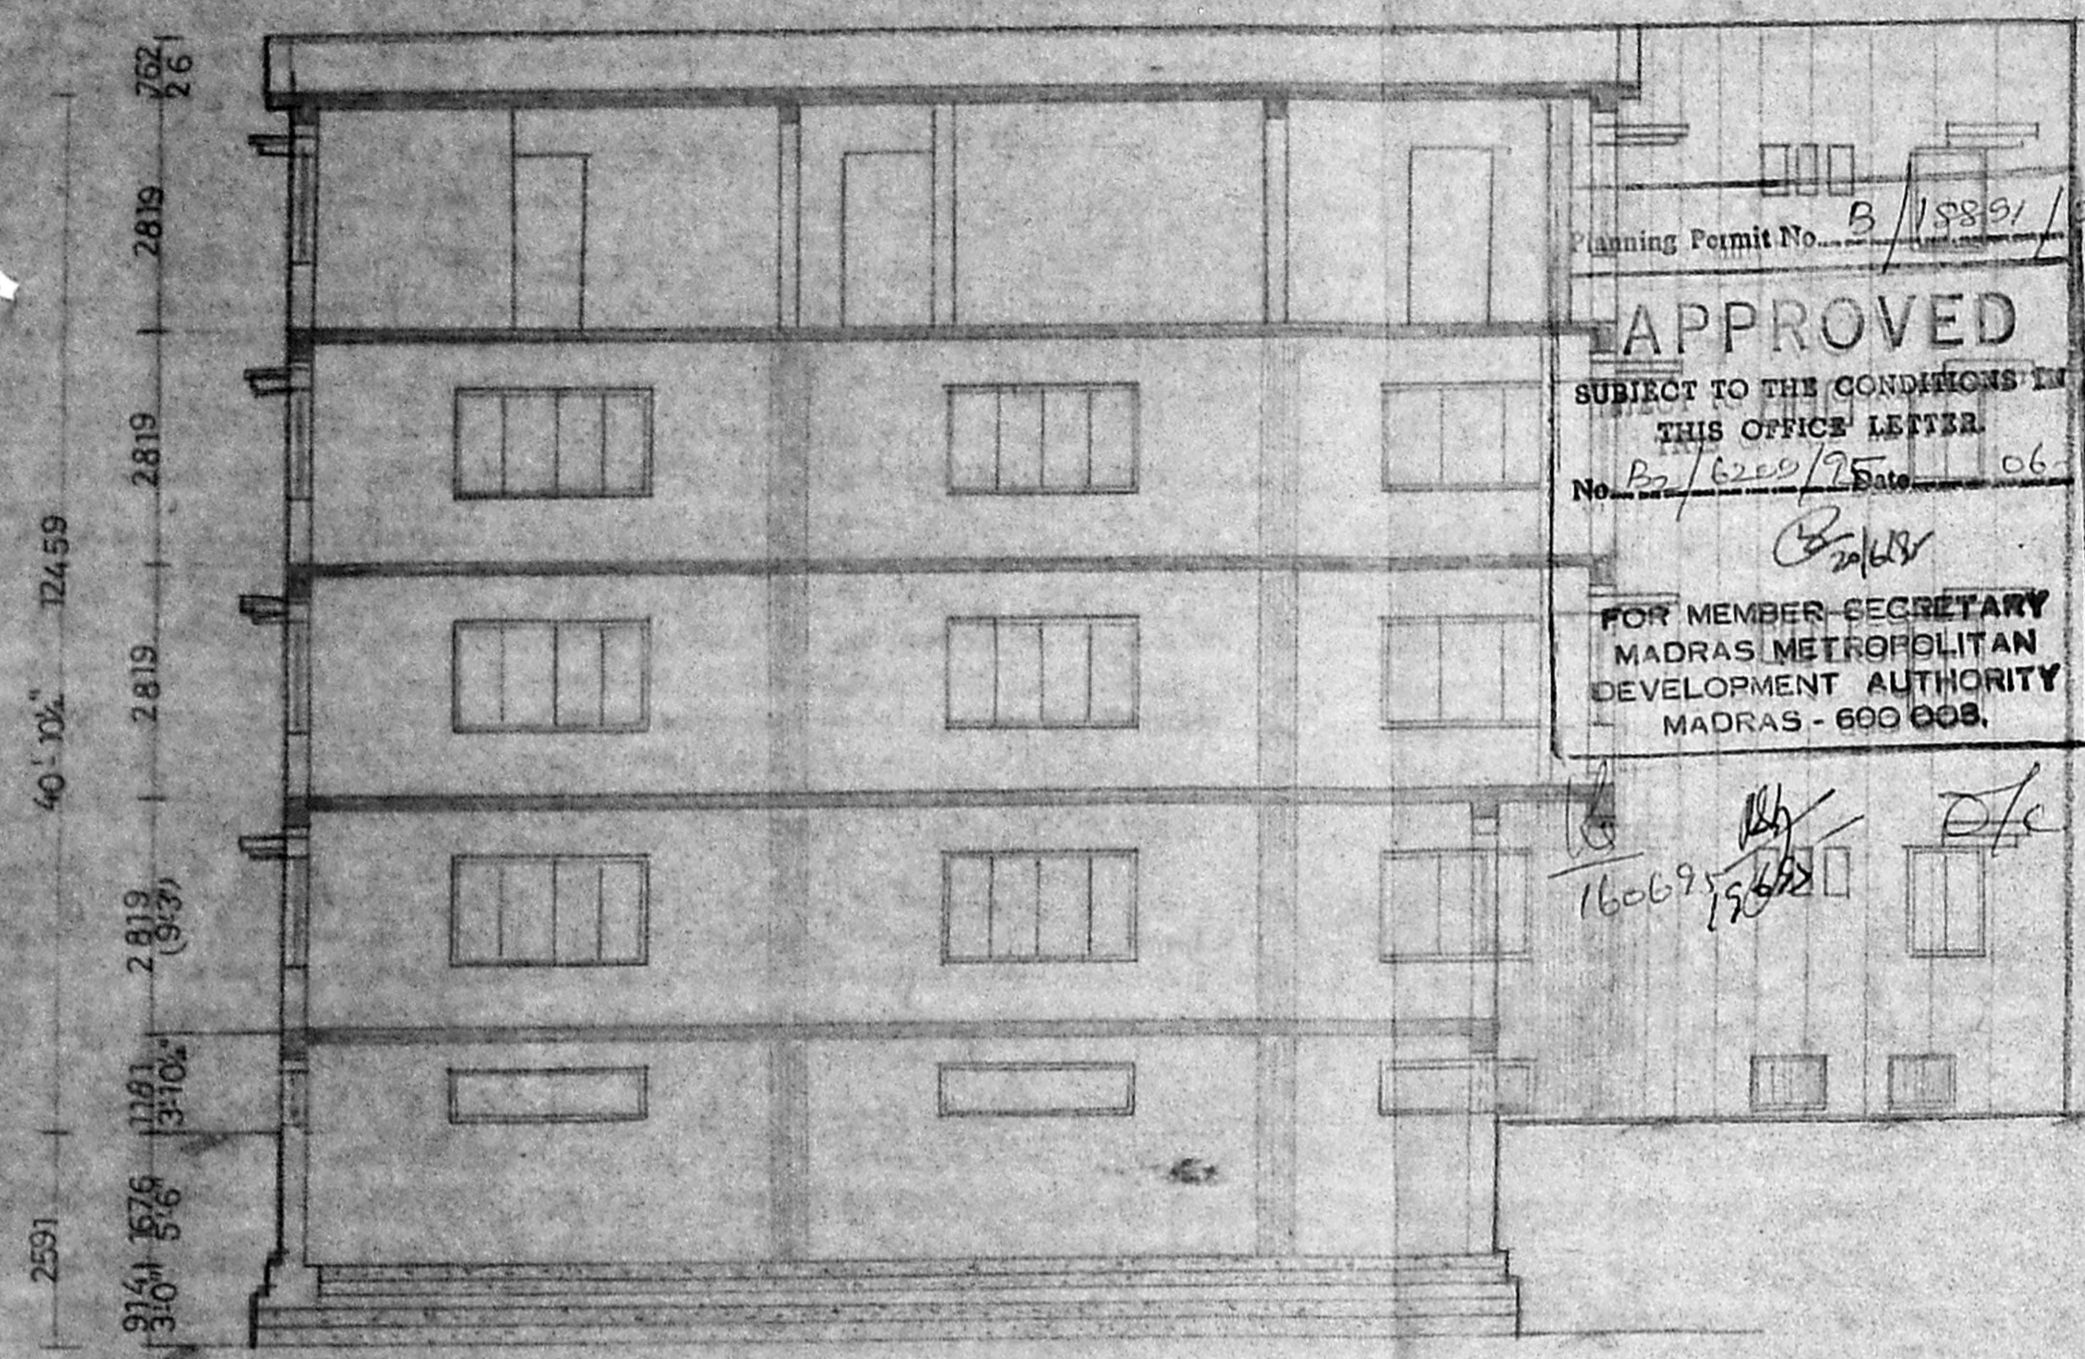 762
2'6"
2819
2819
12459
40'-10½"
2819
2819
(9'3")
1181
3'-10½"
1676
5'6"
2591
914
3'-0"
Planning Permit No. B/18891/
APPROVED
SUBJECT TO THE CONDITIONS IN
THIS OFFICE LETTER.
No. B2/6200/95 Date 06-
20/6/95
FOR MEMBER-SECRETARY
MADRAS METROPOLITAN
DEVELOPMENT AUTHORITY
MADRAS - 600 008.
160695